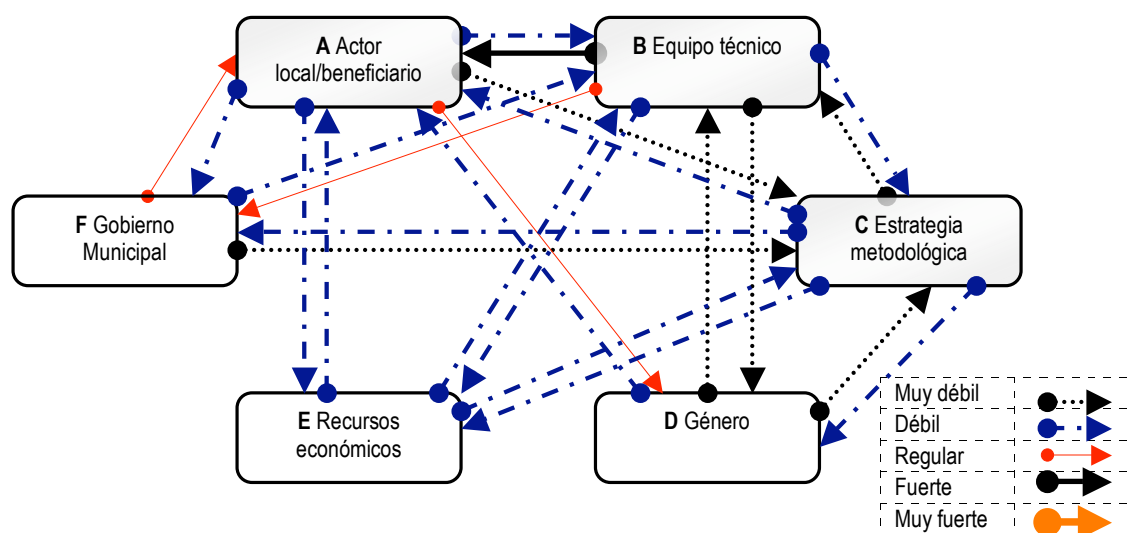 A Actor
local/beneficiario
B Equipo técnico
F Gobierno
Municipal
C Estrategia
metodológica
E Recursos
económicos
D Género
Muy débil
Débil
Regular
Fuerte
Muy fuerte